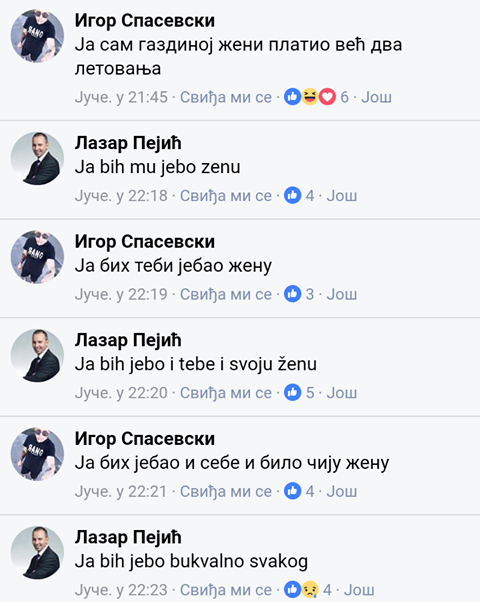 Игор Спасевски
Ја сам газдиној жени платио већ два
летовања
Јуче. у 21:45 · Свиђа ми се · 6 · Још
Лазар Пејић
Ja bih mu jebo zenu
Јуче. у 22:18 · Свиђа ми се · 4 · Још
Игор Спасевски
Ја бих теби јебао жену
Јуче. у 22:19 · Свиђа ми се · 3 · Још
Лазар Пејић
Ja bih jebo i tebe i svoju ženu
Јуче. у 22:20 · Свиђа ми се · 5 · Још
Игор Спасевски
Ја бих јебао и себе и било чију жену
Јуче. у 22:21 · Свиђа ми се · 4 · Још
Лазар Пејић
Ja bih jebo bukvalno svakog
Јуче. у 22:23 · Свиђа ми се · 4 · Још